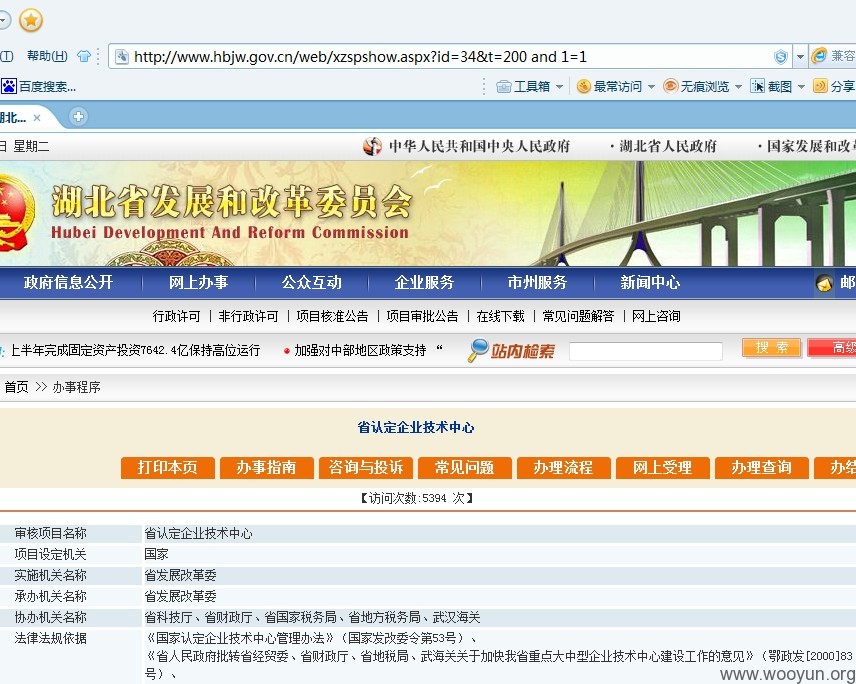 (T) 帮助(H)
http://www.hbjw.gov.cn/web/xzspshow.aspx?id=34&t=200 and 1=1
兼容
百度搜索...
工具箱 最常访问 无痕浏览 截图 分享
湖北...
日 星期二
中华人民共和国中央人民政府 ·湖北省人民政府 ·国家发展和改革
湖北省发展和改革委员会
Hubei Development And Reform Commission
政府信息公开 网上办事 公众互动 企业服务 市州服务 新闻中心 邮
行政许可 | 非行政许可 | 项目核准公告 | 项目审批公告 | 在线下载 | 常见问题解答 | 网上咨询
上半年完成固定资产投资7642.4亿保持高位运行 加强对中部地区政策支持 “ 站内检索 搜 索 高级
首页 >> 办事程序
省认定企业技术中心
打印本页 办事指南 咨询与投诉 常见问题 办理流程 网上受理 办理查询 办结
【访问次数:5394 次】
审核项目名称 省认定企业技术中心
项目设定机关 国家
实施机关名称 省发展改革委
承办机关名称 省发展改革委
协办机关名称 省科技厅、省财政厅、省国家税务局、省地方税务局、武汉海关
法律法规依据 《国家认定企业技术中心管理办法》（国家发改委令第53号）、
《省人民政府批转省经贸委、省财政厅、省地税局、武海关关于加快我省重点大中型企业技术中心建设工作的意见》（鄂政发[2000]83
号）、
www.wooyun.org